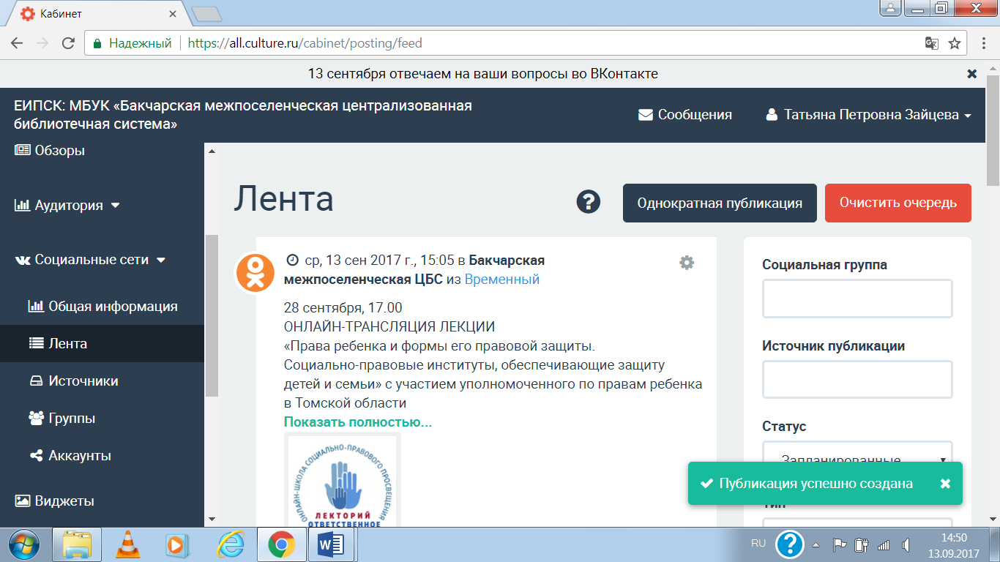 Кабинет
Надежный
https://all.culture.ru/cabinet/posting/feed
13 сентября отвечаем на ваши вопросы во ВКонтакте
ЕИПСК: МБУК «Бакчарская межпоселенческая централизованная
библиотечная система»
Сообщения
Татьяна Петровна Зайцева
Обзоры
Аудитория
Социальные сети
Общая информация
Лента
Источники
Группы
Аккаунты
Виджеты
Лента
Однократная публикация
Очистить очередь
ср, 13 сен 2017 г., 15:05 в Бакчарская
межпоселенческая ЦБС из Временный
28 сентября, 17.00
ОНЛАЙН-ТРАНСЛЯЦИЯ ЛЕКЦИИ
«Права ребенка и формы его правовой защиты.
Социально-правовые институты, обеспечивающие защиту
детей и семьи» с участием уполномоченного по правам ребенка
в Томской области
Показать полностью...
ОНЛАЙН-ШКОЛА СОЦИАЛЬНО-ПРАВОВОГО ПРОСВЕЩЕНИЯ
ЛЕКТОРИЙ
ОТВЕТСТВЕННОЕ
Социальная группа
Источник публикации
Статус
Запланированные
Тип
Публикация успешно создана
RU
14:50
13.09.2017